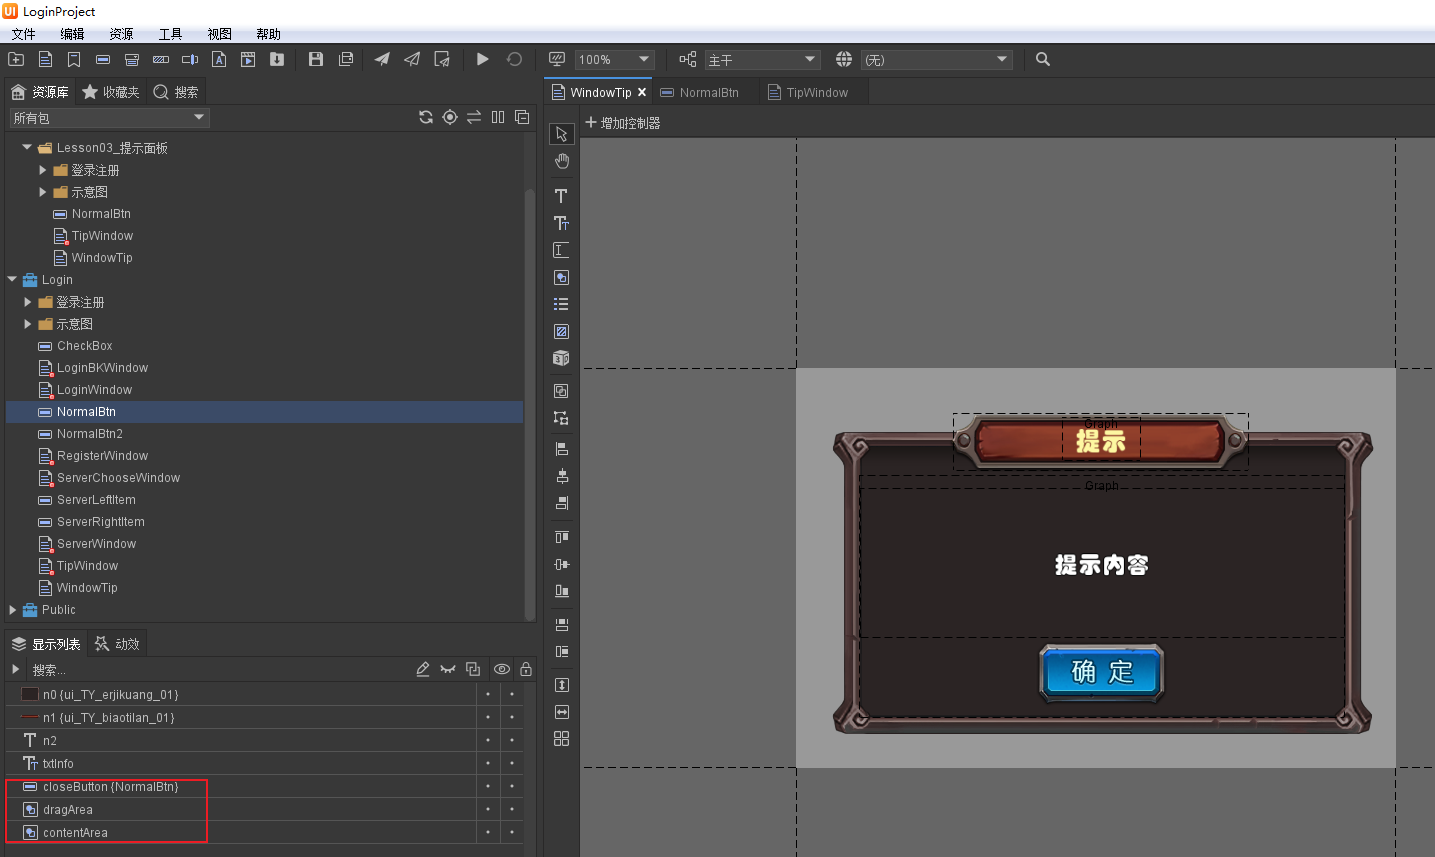 UI LoginProject
文件 编辑 资源 工具 视图 帮助
100% 主干 (无)
资源库 收藏夹 搜索
WindowTip NormalBtn TipWindow
所有包
增加控制器
Lesson03_提示面板
登录注册
示意图
NormalBtn
TipWindow
WindowTip
Login
登录注册
示意图
CheckBox
LoginBKWindow
LoginWindow
NormalBtn
NormalBtn2
RegisterWindow
ServerChooseWindow
ServerLeftItem
ServerRightItem
ServerWindow
TipWindow
WindowTip
Public
Graph
提示
Graph
提示内容
确 定
显示列表 动效
搜索...
n0 {ui_TY_erjikuang_01}
n1 {ui_TY_biaotilan_01}
n2
txtInfo
closeButton {NormalBtn}
dragArea
contentArea